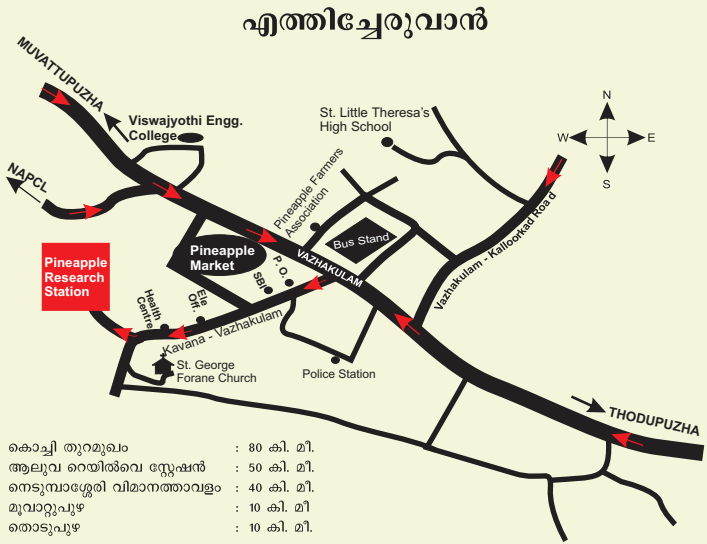 എത്തിച്ചേരുവാൻ
MUVATTUPUZHA
N
W E
S
Viswajyothi Engg.
College
St. Little Theresa's
High School
NAPCL
Pineapple Farmers
Association
Bus Stand
Vazhakulam - Kalloorkad Road
Pineapple
Market
VAZHAKULAM
P. O.
SBI
Pineapple
Research
Station
Ele
Off.
Health
Centre
Kavana - Vazhakulam
St. George
Forane Church
Police Station
THODUPUZHA
കൊച്ചി തുറമുഖം : 80 കി. മീ.
ആലുവ റെയിൽവെ സ്റ്റേഷൻ : 50 കി. മീ.
നെടുമ്പാശ്ശേരി വിമാനത്താവളം : 40 കി. മീ.
മൂവാറ്റുപുഴ : 10 കി. മീ
തൊടുപുഴ : 10 കി. മീ.